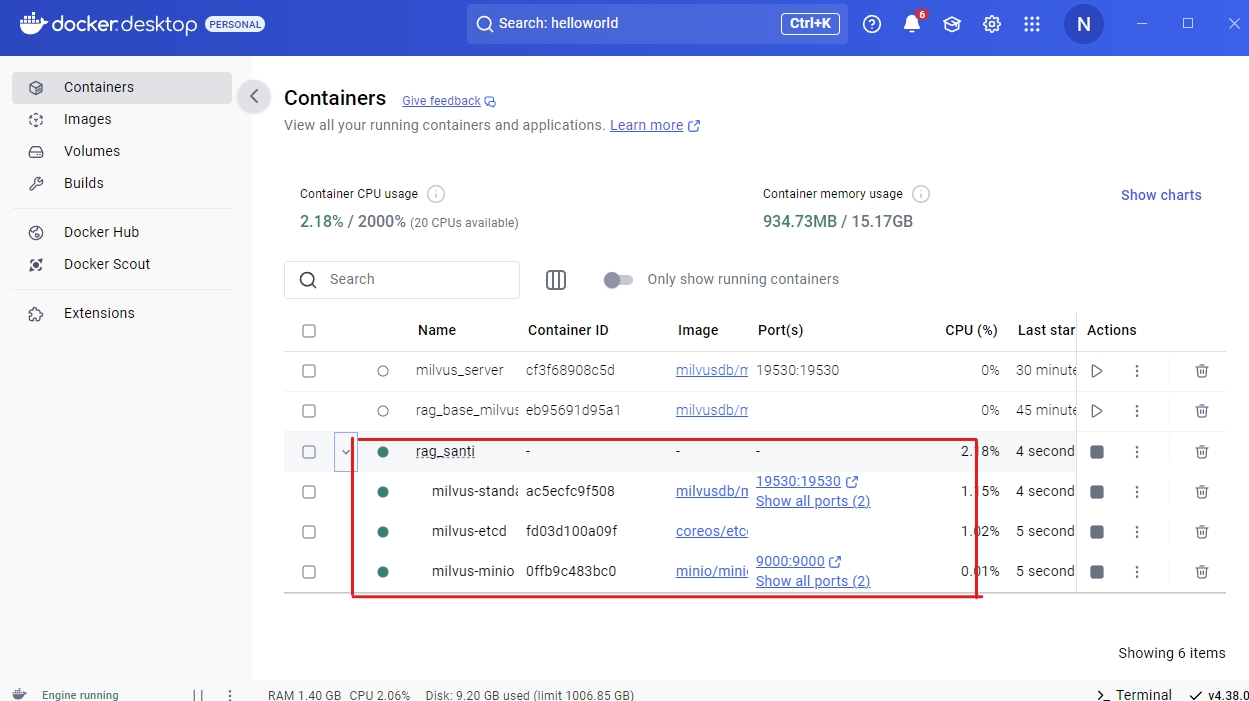 docker.desktop PERSONAL Search: helloworld Ctrl+K 6 N
Containers
Images
Volumes
Builds
Docker Hub
Docker Scout
Extensions
Containers Give feedback
View all your running containers and applications. Learn more
Container CPU usage
2.18% / 2000% (20 CPUs available)
Container memory usage
934.73MB / 15.17GB
Show charts
Search
Only show running containers
Name Container ID Image Port(s) CPU (%) Last star Actions
milvus_server cf3f68908c5d milvusdb/m 19530:19530 0% 30 minute
rag_base_milvus eb95691d95a1 milvusdb/m 0% 45 minute
rag_santi - - - 2.18% 4 second
milvus-standa ac5ecfc9f508 milvusdb/m 19530:19530 1.15% 4 second
Show all ports (2)
milvus-etcd fd03d100a09f coreos/etc 1.02% 5 second
milvus-minio 0ffb9c483bc0 minio/mini 9000:9000 0.01% 5 second
Show all ports (2)
Showing 6 items
Engine running RAM 1.40 GB CPU 2.06% Disk: 9.20 GB used (limit 1006.85 GB) >_ Terminal v4.38.0